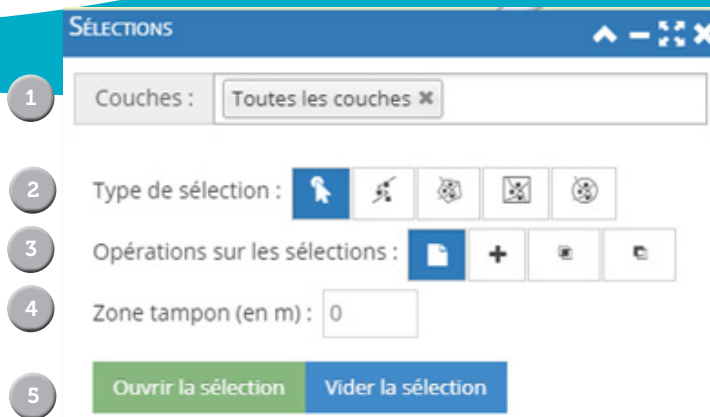 SÉLECTIONS
1 Couches : Toutes les couches ✖
2 Type de sélection :
3 Opérations sur les sélections :
4 Zone tampon (en m) : 0
5 Ouvrir la sélection Vider la sélection